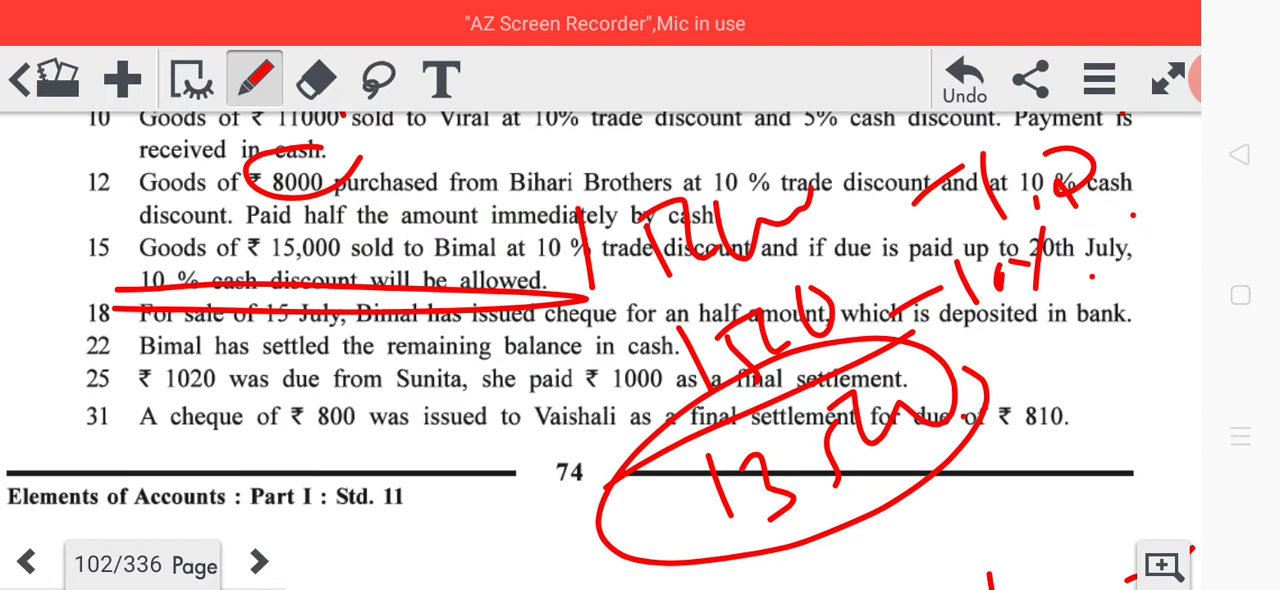 "AZ Screen Recorder",Mic in use
T
Undo
10 Goods of ₹ 11000 sold to Viral at 10% trade discount and 5% cash discount. Payment is
received in cash.
12 Goods of ₹ 8000 purchased from Bihari Brothers at 10 % trade discount and at 10 % cash
discount. Paid half the amount immediately by cash.
15 Goods of ₹ 15,000 sold to Bimal at 10 % trade discount and if due is paid up to 20th July,
10 % cash discount will be allowed.
18 For sale of 15 July, Bimal has issued cheque for an half amount, which is deposited in bank.
22 Bimal has settled the remaining balance in cash.
25 ₹ 1020 was due from Sunita, she paid ₹ 1000 as a final settlement.
31 A cheque of ₹ 800 was issued to Vaishali as a final settlement for due of ₹ 810.
74
Elements of Accounts : Part I : Std. 11
102/336 Page